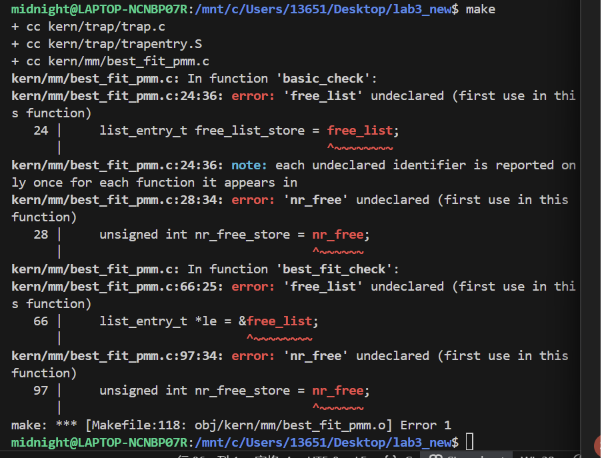 midnight@LAPTOP-NCNBP07R:/mnt/c/Users/13651/Desktop/lab3_new$ make
+ cc kern/trap/trap.c
+ cc kern/trap/trapentry.S
+ cc kern/mm/best_fit_pmm.c
kern/mm/best_fit_pmm.c: In function 'basic_check':
kern/mm/best_fit_pmm.c:24:36: error: 'free_list' undeclared (first use in thi
s function)
   24 |     list_entry_t free_list_store = free_list;
      |                                    ^~~~~~~~~
kern/mm/best_fit_pmm.c:24:36: note: each undeclared identifier is reported on
ly once for each function it appears in
kern/mm/best_fit_pmm.c:28:34: error: 'nr_free' undeclared (first use in this
function)
   28 |     unsigned int nr_free_store = nr_free;
      |                                  ^~~~~~~
kern/mm/best_fit_pmm.c: In function 'best_fit_check':
kern/mm/best_fit_pmm.c:66:25: error: 'free_list' undeclared (first use in thi
s function)
   66 |     list_entry_t *le = &free_list;
      |                         ^~~~~~~~~
kern/mm/best_fit_pmm.c:97:34: error: 'nr_free' undeclared (first use in this
function)
   97 |     unsigned int nr_free_store = nr_free;
      |                                  ^~~~~~~
make: *** [Makefile:118: obj/kern/mm/best_fit_pmm.o] Error 1
midnight@LAPTOP-NCNBP07R:/mnt/c/Users/13651/Desktop/lab3_new$